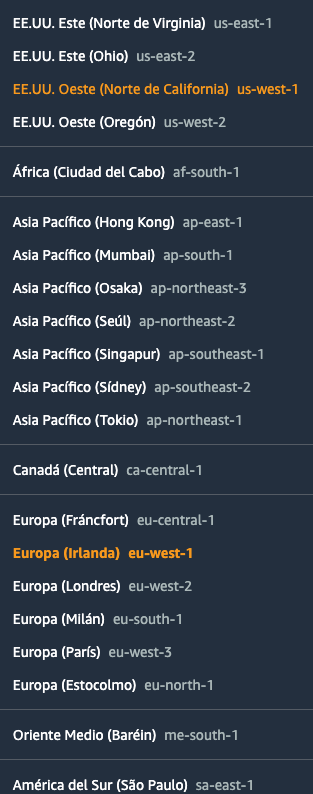 EE.UU. Este (Norte de Virginia) us-east-1
EE.UU. Este (Ohio) us-east-2
EE.UU. Oeste (Norte de California) us-west-1
EE.UU. Oeste (Oregón) us-west-2
África (Ciudad del Cabo) af-south-1
Asia Pacífico (Hong Kong) ap-east-1
Asia Pacífico (Mumbai) ap-south-1
Asia Pacífico (Osaka) ap-northeast-3
Asia Pacífico (Seúl) ap-northeast-2
Asia Pacífico (Singapur) ap-southeast-1
Asia Pacífico (Sídney) ap-southeast-2
Asia Pacífico (Tokio) ap-northeast-1
Canadá (Central) ca-central-1
Europa (Fráncfort) eu-central-1
Europa (Irlanda) eu-west-1
Europa (Londres) eu-west-2
Europa (Milán) eu-south-1
Europa (París) eu-west-3
Europa (Estocolmo) eu-north-1
Oriente Medio (Baréin) me-south-1
América del Sur (São Paulo) sa-east-1